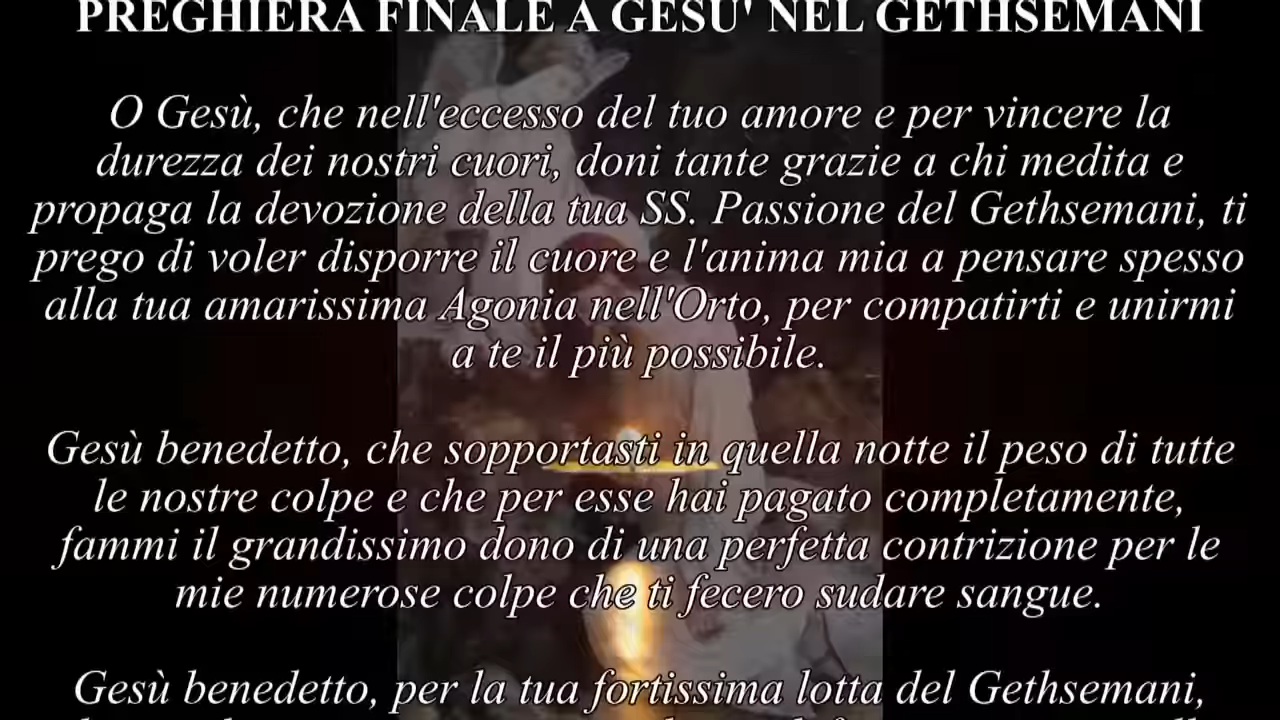 PREGHIERA FINALE A GESU' NEL GETHSEMANI
O Gesù, che nell'eccesso del tuo amore e per vincere la
durezza dei nostri cuori, doni tante grazie a chi medita e
propaga la devozione della tua SS. Passione del Gethsemani, ti
prego di voler disporre il cuore e l'anima mia a pensare spesso
alla tua amarissima Agonia nell'Orto, per compatirti e unirmi
a te il più possibile.
Gesù benedetto, che sopportasti in quella notte il peso di tutte
le nostre colpe e che per esse hai pagato completamente,
fammi il grandissimo dono di una perfetta contrizione per le
mie numerose colpe che ti fecero sudare sangue.
Gesù benedetto, per la tua fortissima lotta del Gethsemani,